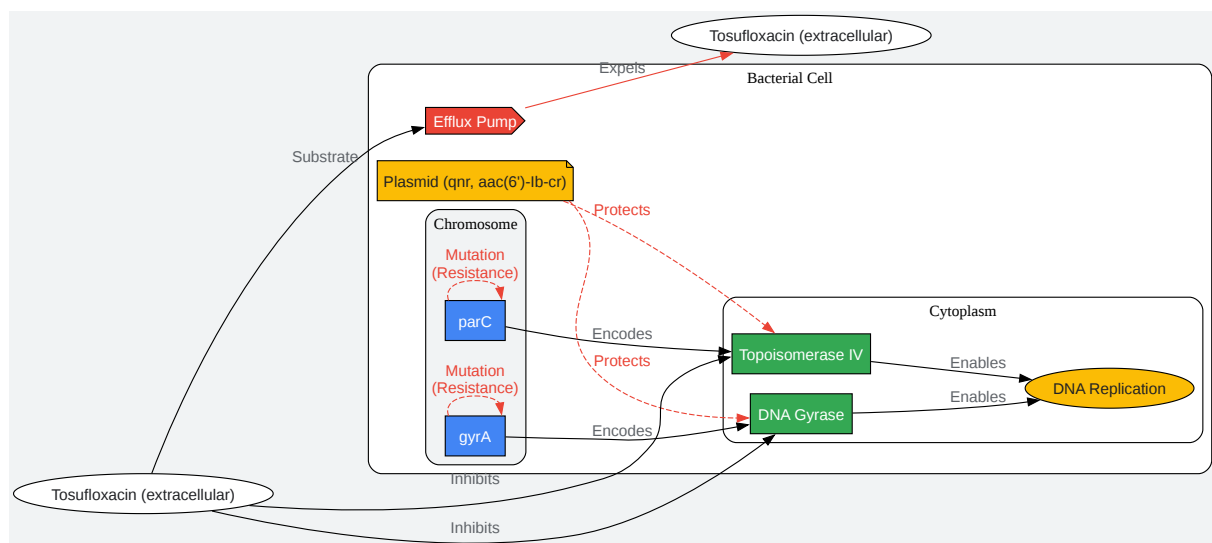 Tosufloxacin (extracellular)
Expels
Bacterial Cell
Efflux Pump
Substrate
Plasmid (qnr, aac(6')-Ib-cr)
Protects
Chromosome
Mutation
(Resistance)
parC
Encodes
Cytoplasm
Topoisomerase IV
Enables
Protects
Mutation
(Resistance)
DNA Replication
Enables
DNA Gyrase
gyrA
Encodes
Inhibits
Tosufloxacin (extracellular)
Inhibits